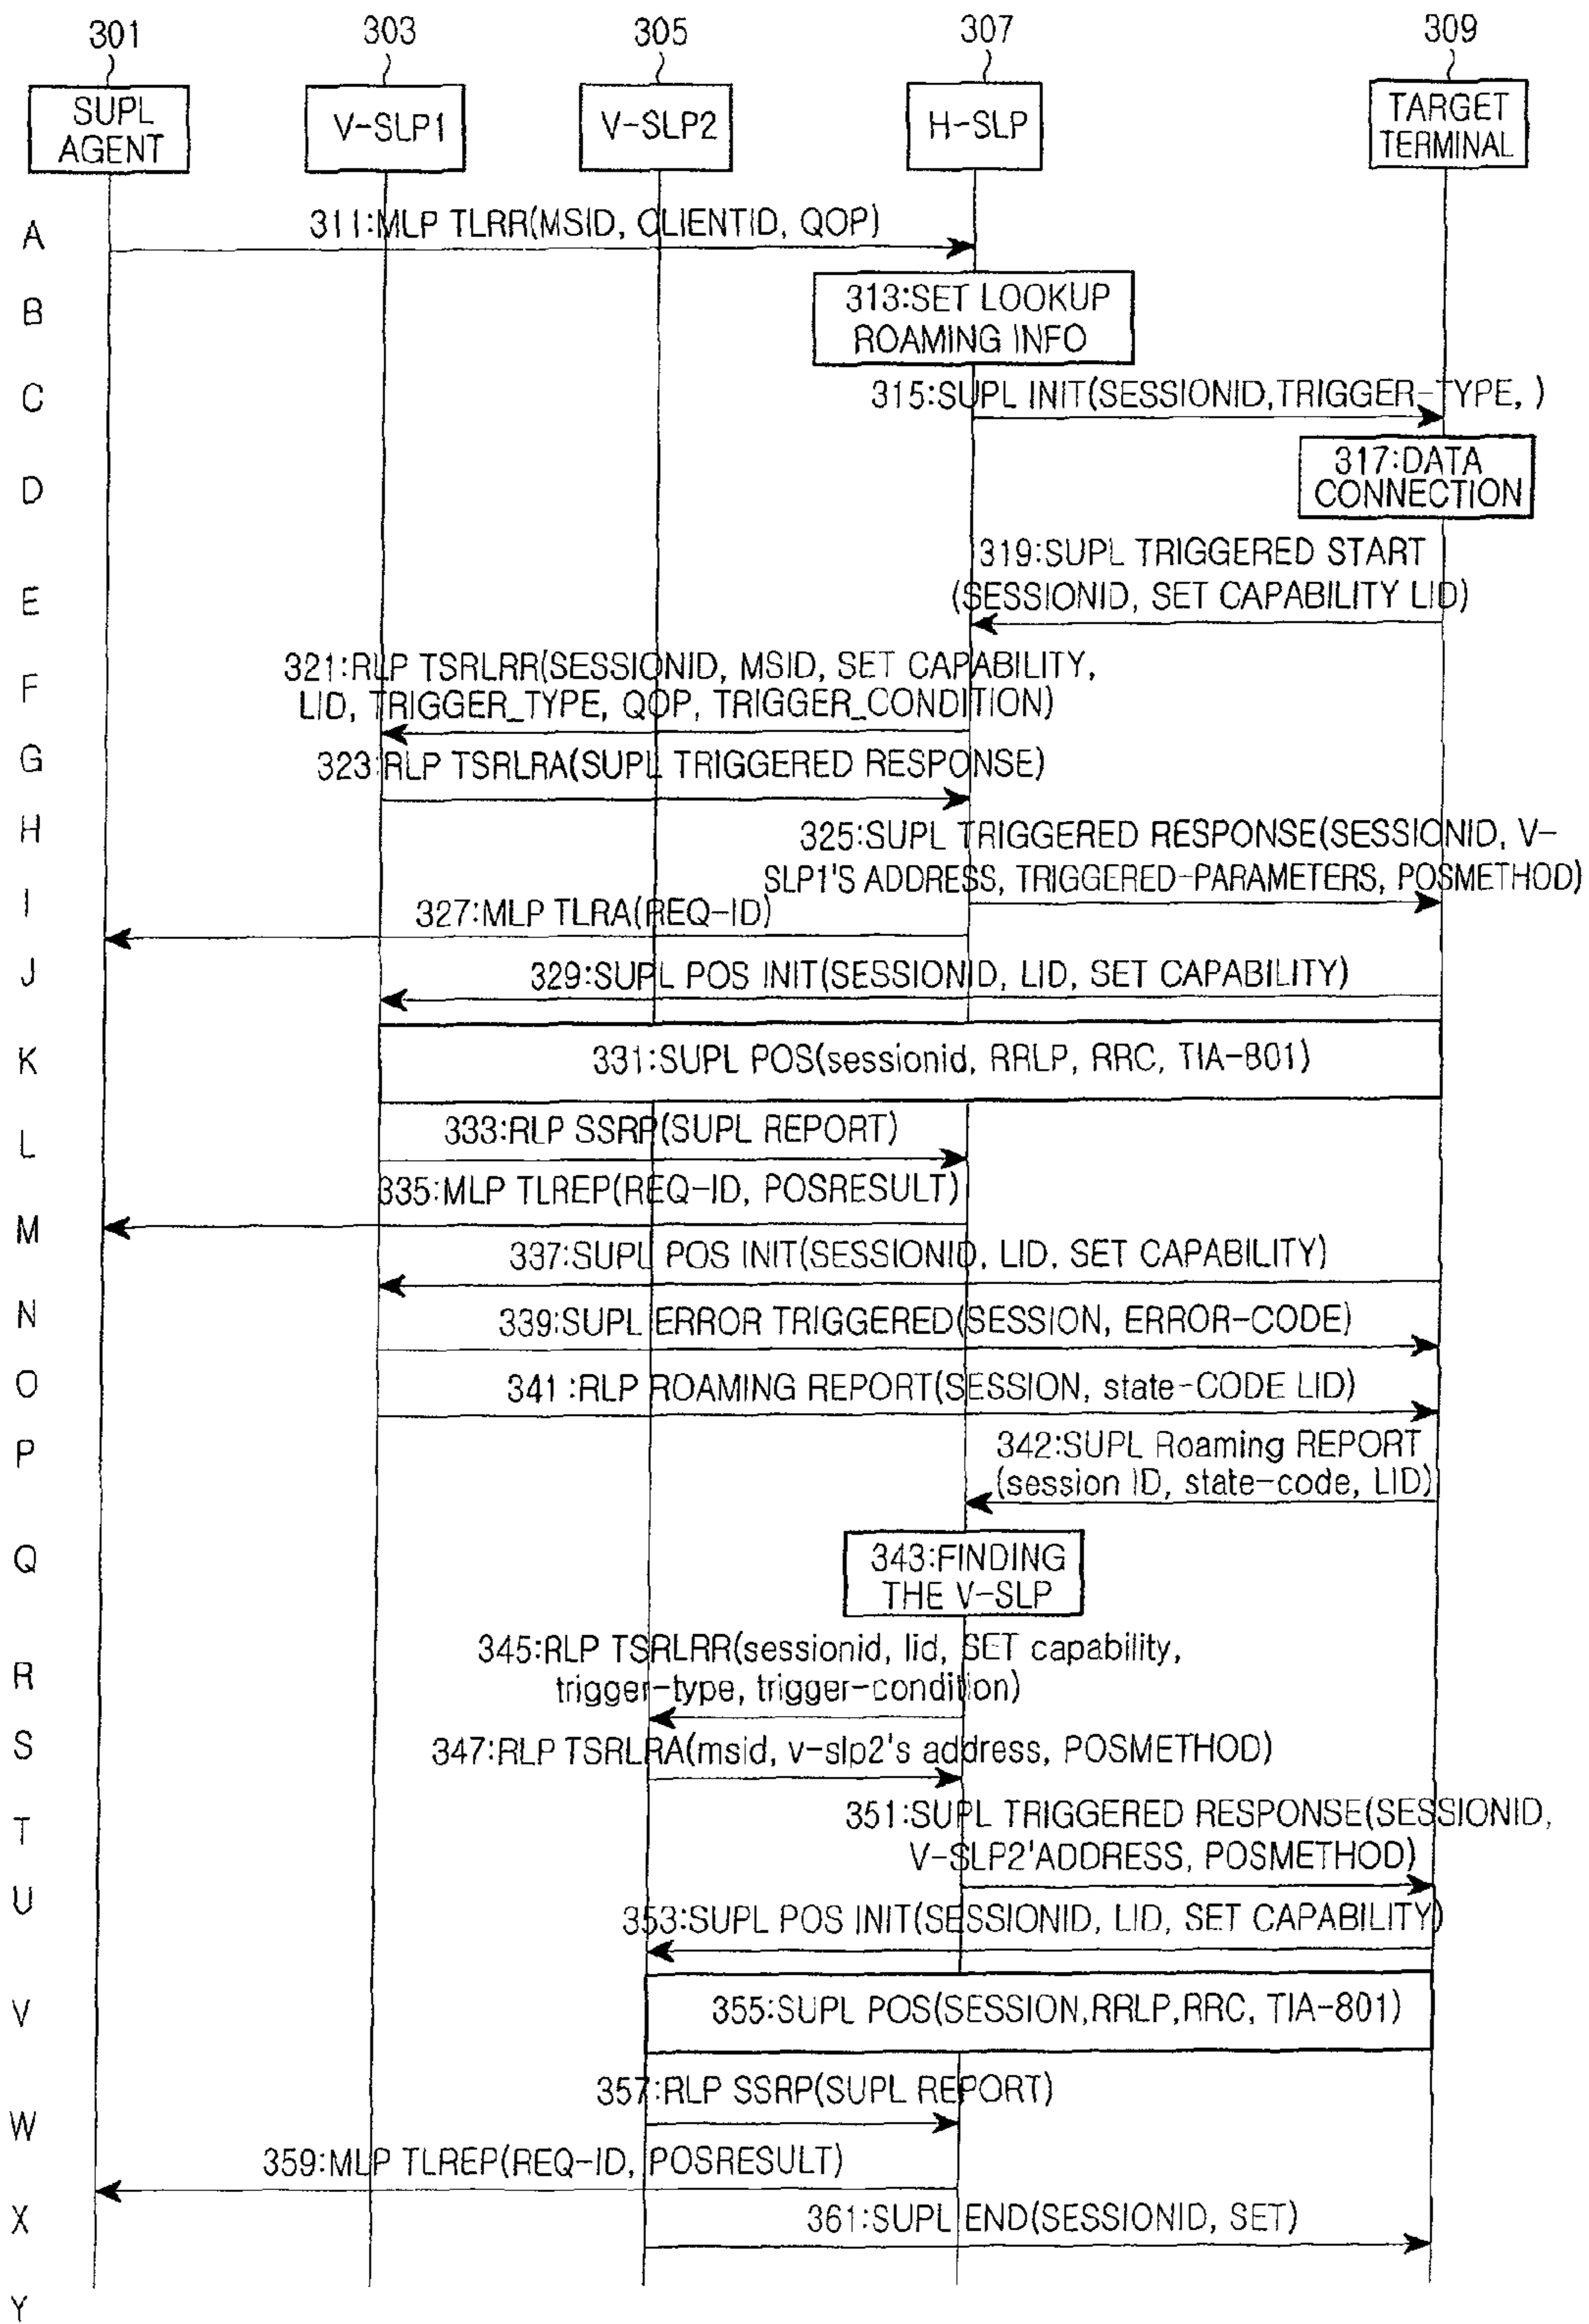 301
303
305
307
309
SUPL
AGENT
V-SLP1
V-SLP2
H-SLP
TARGET
TERMINAL
A
311:MLP TLRR(MSID, CLIENTID, QOP)
B
313:SET LOOKUP
ROAMING INFO
C
315:SUPL INIT(SESSIONID,TRIGGER-TYPE, )
D
317:DATA
CONNECTION
E
319:SUPL TRIGGERED START
(SESSIONID, SET CAPABILITY LID)
F
321:RLP TSRLRR(SESSIONID, MSID, SET CAPABILITY,
LID, TRIGGER_TYPE, QOP, TRIGGER_CONDITION)
G
323:RLP TSRLRA(SUPL TRIGGERED RESPONSE)
H
325:SUPL TRIGGERED RESPONSE(SESSIONID, V-
SLP1'S ADDRESS, TRIGGERED-PARAMETERS, POSMETHOD)
I
327:MLP TLRA(REQ-ID)
J
329:SUPL POS INIT(SESSIONID, LID, SET CAPABILITY)
K
331:SUPL POS(sessionid, RRLP, RRC, TIA-801)
L
333:RLP SSRP(SUPL REPORT)
335:MLP TLREP(REQ-ID, POSRESULT)
M
337:SUPL POS INIT(SESSIONID, LID, SET CAPABILITY)
N
339:SUPL ERROR TRIGGERED(SESSION, ERROR-CODE)
O
341 :RLP ROAMING REPORT(SESSION, state-CODE LID)
P
342:SUPL Roaming REPORT
(session ID, state-code, LID)
Q
343:FINDING
THE V-SLP
R
345:RLP TSRLRR(sessionid, lid, SET capability,
trigger-type, trigger-condition)
S
347:RLP TSRLRA(msid, v-slp2's address, POSMETHOD)
T
351:SUPL TRIGGERED RESPONSE(SESSIONID,
V-SLP2'ADDRESS, POSMETHOD)
U
353:SUPL POS INIT(SESSIONID, LID, SET CAPABILITY)
V
355:SUPL POS(SESSION,RRLP,RRC, TIA-801)
W
357:RLP SSRP(SUPL REPORT)
359:MLP TLREP(REQ-ID, POSRESULT)
X
361:SUPL END(SESSIONID, SET)
Y